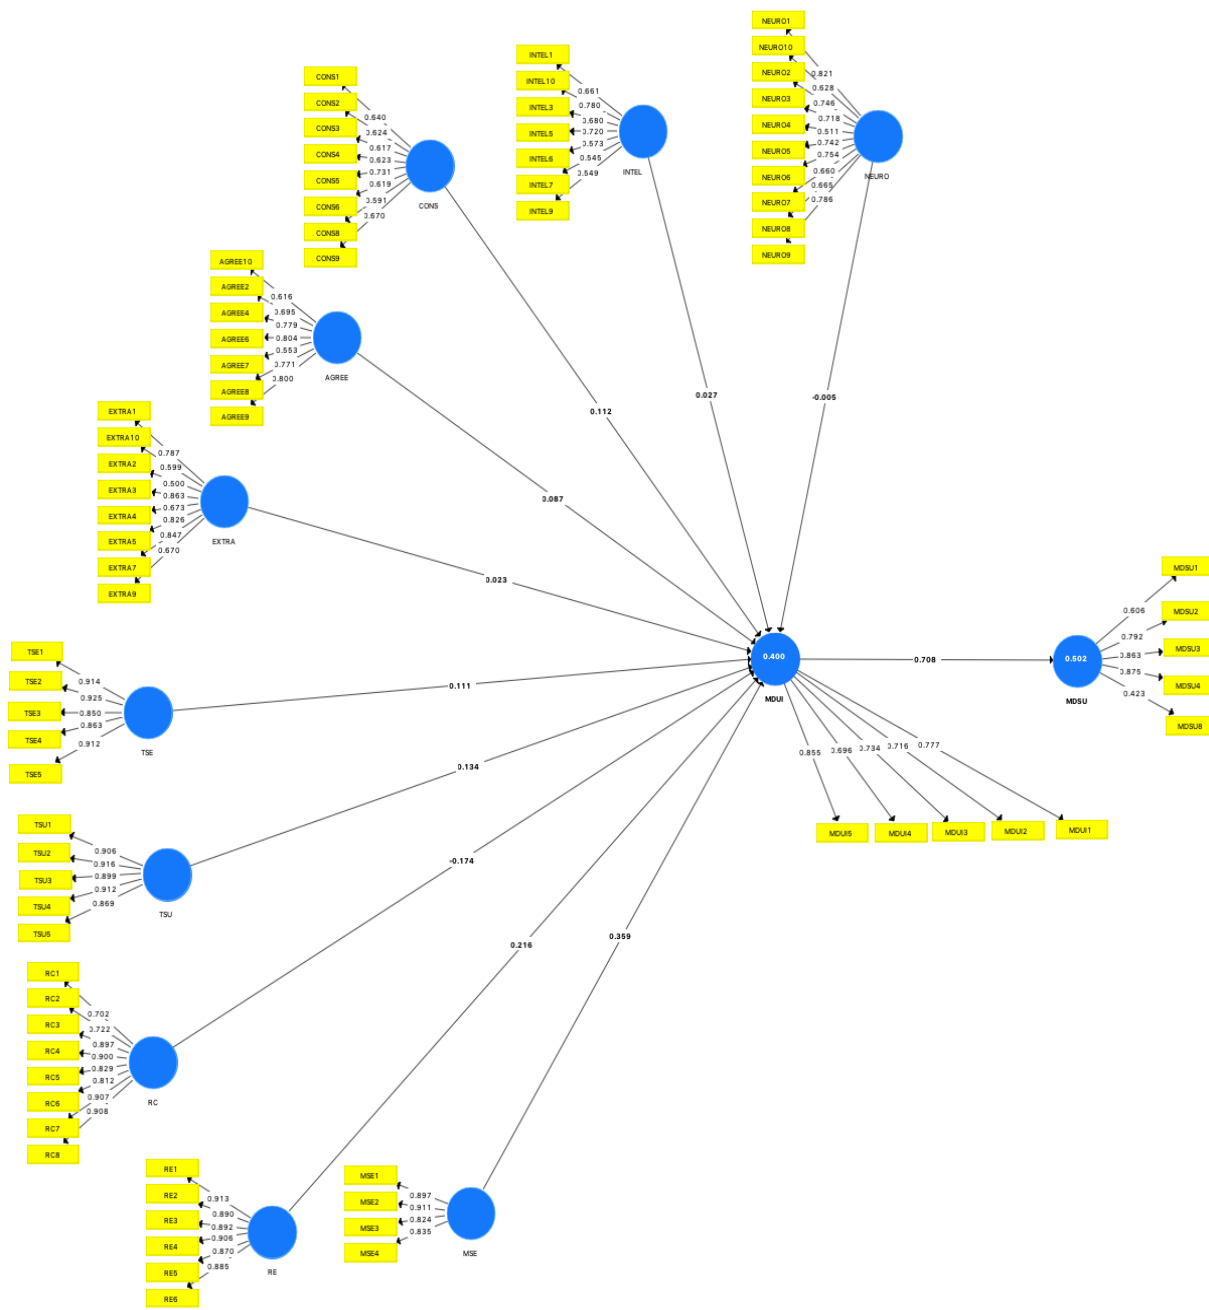 NEURO1
NEURO10
NEURO2
NEURO3
NEURO4
NEURO5
NEURO6
NEURO7
NEURO8
NEURO9
0.821
0.628
0.746
0.718
0.511
0.742
0.754
0.660
0.665
0.786
NEURO
INTEL1
INTEL10
INTEL3
INTEL5
INTEL6
INTEL7
INTEL9
0.661
0.780
0.680
0.720
0.573
0.545
0.549
INTEL
CONS1
CONS2
CONS3
CONS4
CONS5
CONS6
CONS8
CONS9
0.640
0.624
0.617
0.623
0.731
0.619
0.591
0.670
CONS
AGREE10
AGREE2
AGREE4
AGREE6
AGREE7
AGREE8
AGREE9
0.616
0.695
0.779
0.804
0.553
0.771
0.800
AGREE
EXTRA1
EXTRA10
EXTRA2
EXTRA3
EXTRA4
EXTRA5
EXTRA7
EXTRA9
0.787
0.599
0.500
0.863
0.673
0.826
0.847
0.670
EXTRA
0.112
0.027
-0.005
0.087
0.023
TSE1
TSE2
TSE3
TSE4
TSE5
0.914
0.925
0.850
0.863
0.912
TSE
0.111
0.400
MDUI
0.708
0.502
MDSU
MDSU1
MDSU2
MDSU3
MDSU4
MDSU8
0.606
0.792
0.863
0.875
0.423
0.855
0.696
0.734
0.716
0.777
MDUI5
MDUI4
MDUI3
MDUI2
MDUI1
0.134
TSU1
TSU2
TSU3
TSU4
TSU5
0.906
0.916
0.899
0.912
0.869
TSU
-0.174
RC1
RC2
RC3
RC4
RC5
RC6
RC7
RC8
0.702
0.722
0.897
0.900
0.829
0.812
0.907
0.908
RC
0.216
0.359
RE1
RE2
RE3
RE4
RE5
RE6
0.913
0.890
0.892
0.906
0.870
0.885
RE
MSE1
MSE2
MSE3
MSE4
0.897
0.911
0.824
0.835
MSE